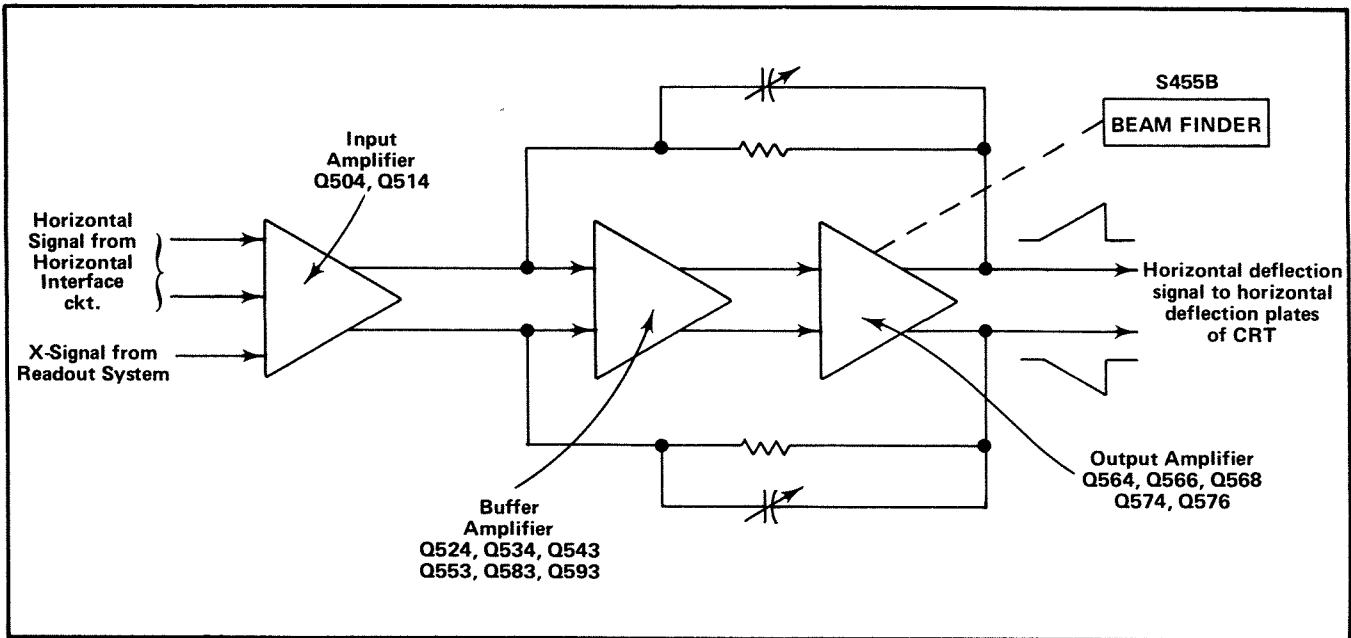 S455B
BEAM FINDER
Input
Amplifier
Q504, Q514
Horizontal
Signal from
Horizontal
Interface
ckt.
X-Signal from
Readout System
Horizontal deflection
signal to horizontal
deflection plates
of CRT
Buffer
Amplifier
Q524, Q534, Q543
Q553, Q583, Q593
Output Amplifier
Q564, Q566, Q568
Q574, Q576